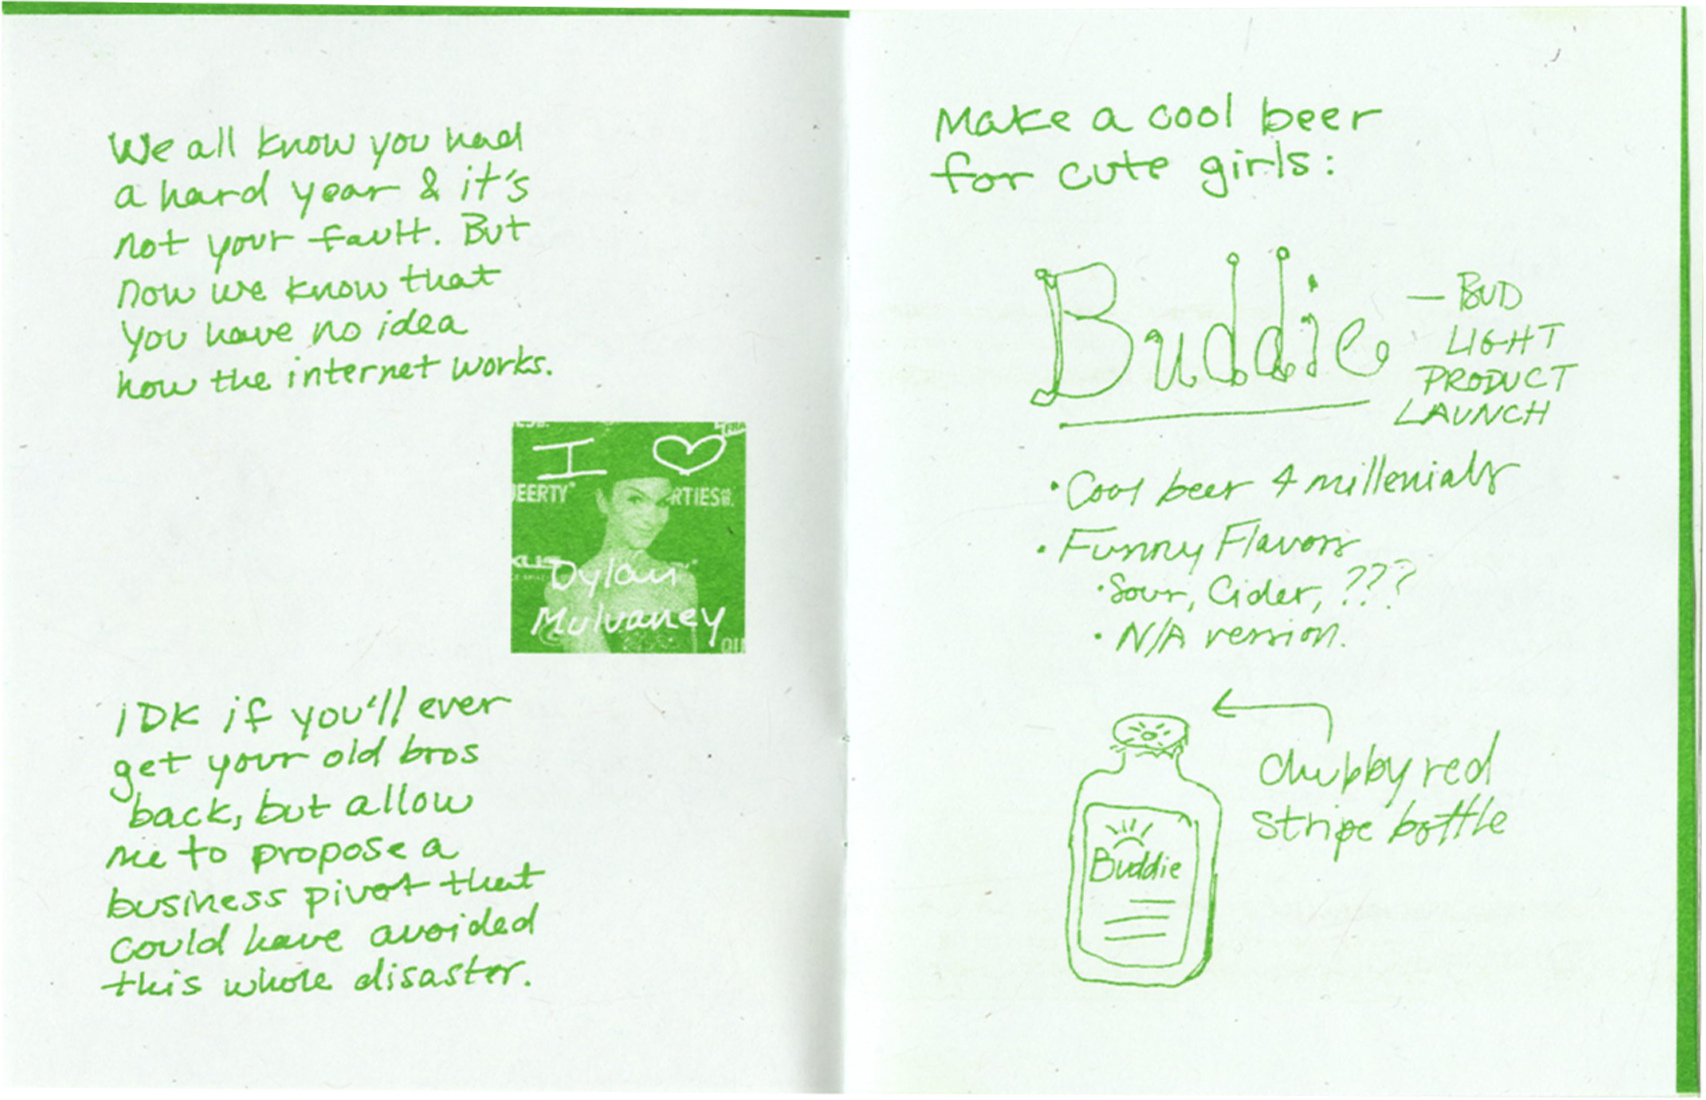 We all know you had
a hard year & it's
not your fault. But
now we know that
you have no idea
how the internet works.
I ♡
EERTY
RTIES
Dylan
Mulvaney
IDK if you'll ever
get your old bros
back, but allow
me to propose a
business pivot that
could have avoided
this whole disaster.
Make a cool beer
for cute girls:
Buddie
— BUD
LIGHT
PRODUCT
LAUNCH
• Cool beer 4 millenials
• Funny Flavors
• Sour, Cider, ???
• N/A version.
chubby red
stripe bottle
Buddie